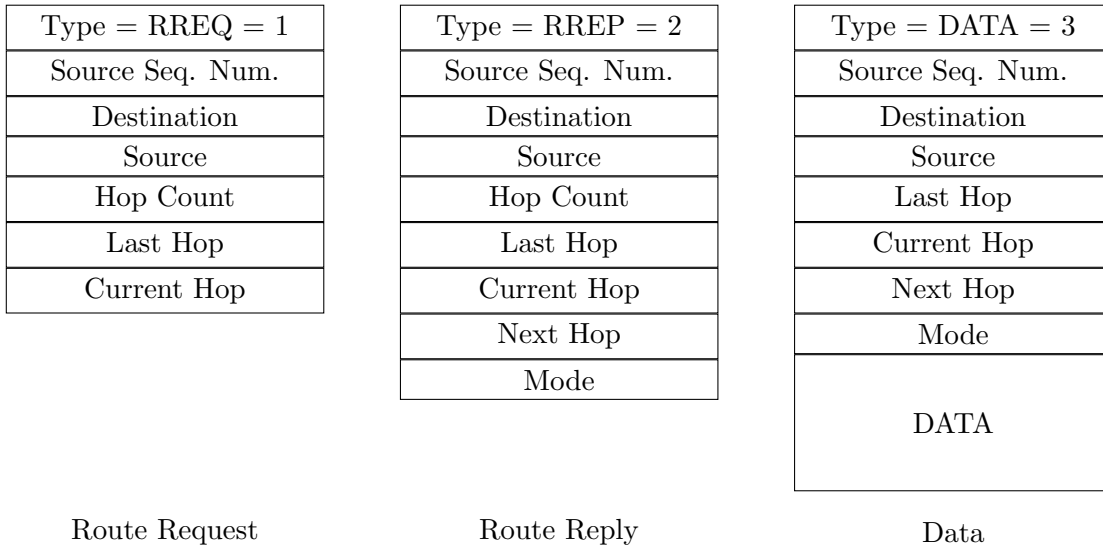 Type = RREQ = 1
Source Seq. Num.
Destination
Source
Hop Count
Last Hop
Current Hop
Route Request
Type = RREP = 2
Source Seq. Num.
Destination
Source
Hop Count
Last Hop
Current Hop
Next Hop
Mode
Route Reply
Type = DATA = 3
Source Seq. Num.
Destination
Source
Last Hop
Current Hop
Next Hop
Mode
DATA
Data